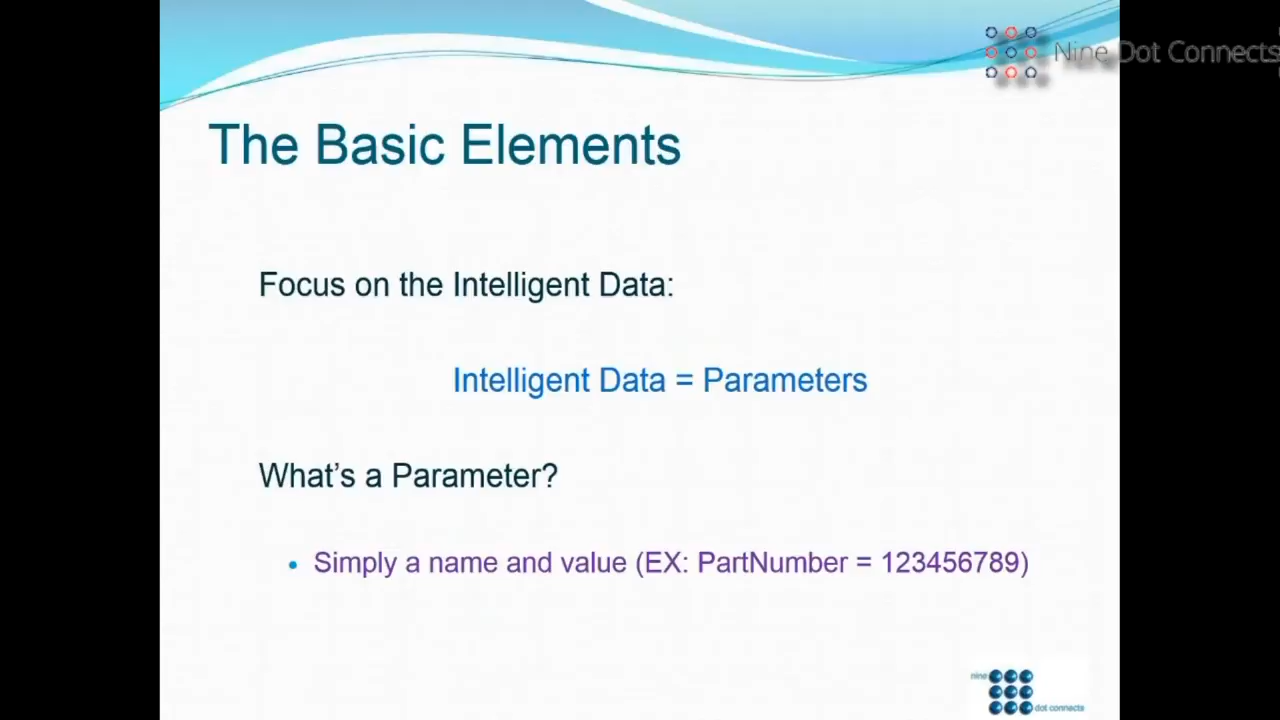 Nine Dot Connects
The Basic Elements
Focus on the Intelligent Data:
Intelligent Data = Parameters
What's a Parameter?
• Simply a name and value (EX: PartNumber = 123456789)
nine
dot connects